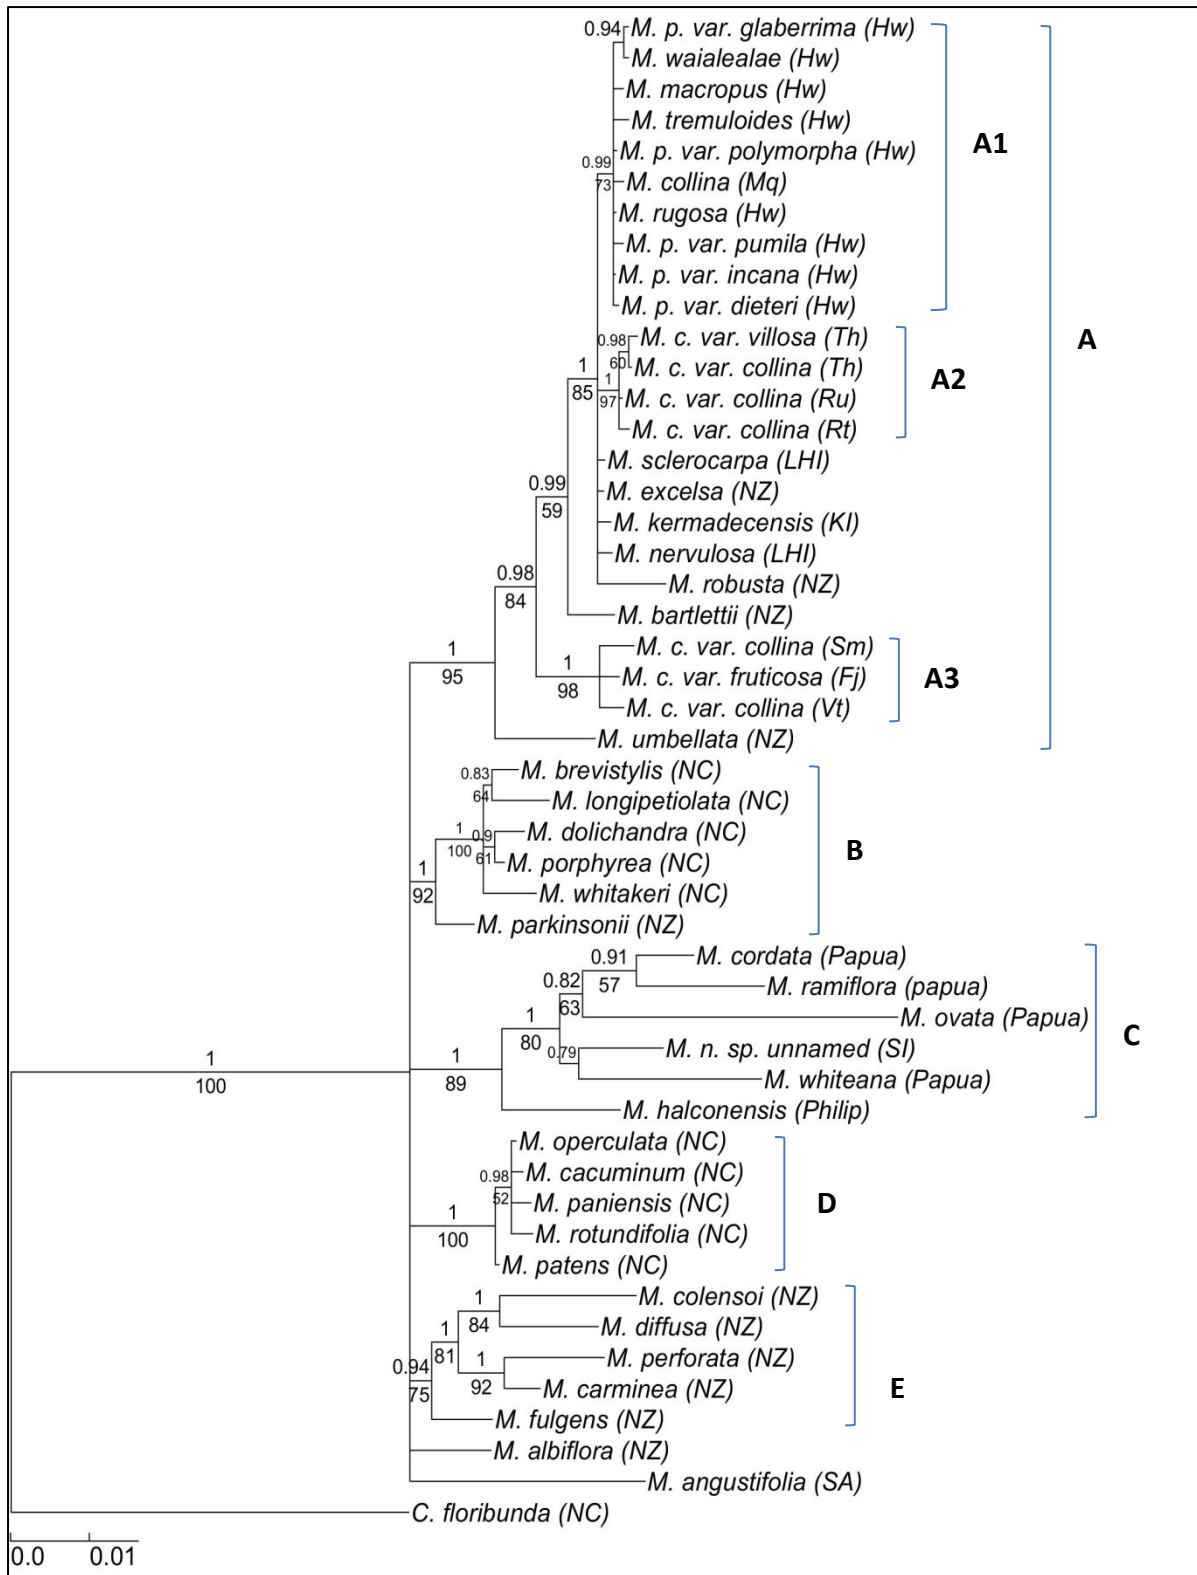 0.94
M. p. var. glaberrima (Hw)
M. waialealae (Hw)
M. macropus (Hw)
M. tremuloides (Hw)
A1
M. p. var. polymorpha (Hw)
0.99
73
M. collina (Mq)
M. rugosa (Hw)
M. p. var. pumila (Hw)
M. p. var. incana (Hw)
M. p. var. dieteri (Hw)
A
M. c. var. villosa (Th)
0.98
60
M. c. var. collina (Th)
A2
1
85
1
97
M. c. var. collina (Ru)
M. c. var. collina (Rt)
M. sclerocarpa (LHI)
0.99
59
M. excelsa (NZ)
M. kermadecensis (KI)
M. nervulosa (LHI)
0.98
84
M. robusta (NZ)
M. bartlettii (NZ)
M. c. var. collina (Sm)
1
95
1
98
M. c. var. fruticosa (Fj)
A3
M. c. var. collina (Vt)
M. umbellata (NZ)
0.83
64
M. brevistylis (NC)
M. longipetiolata (NC)
1
100
0.9
61
M. dolichandra (NC)
B
M. porphyrea (NC)
1
92
M. whitakeri (NC)
M. parkinsonii (NZ)
0.91
57
M. cordata (Papua)
0.82
63
M. ramiflora (papua)
M. ovata (Papua)
C
1
80
0.79
M. n. sp. unnamed (SI)
1
100
1
89
M. whiteana (Papua)
M. halconensis (Philip)
M. operculata (NC)
0.98
52
M. cacuminum (NC)
M. paniensis (NC)
D
1
100
M. rotundifolia (NC)
M. patens (NC)
1
84
M. colensoi (NZ)
M. diffusa (NZ)
1
81
1
92
M. perforata (NZ)
0.94
75
M. carminea (NZ)
E
M. fulgens (NZ)
M. albiflora (NZ)
M. angustifolia (SA)
C. floribunda (NC)
0.0 0.01